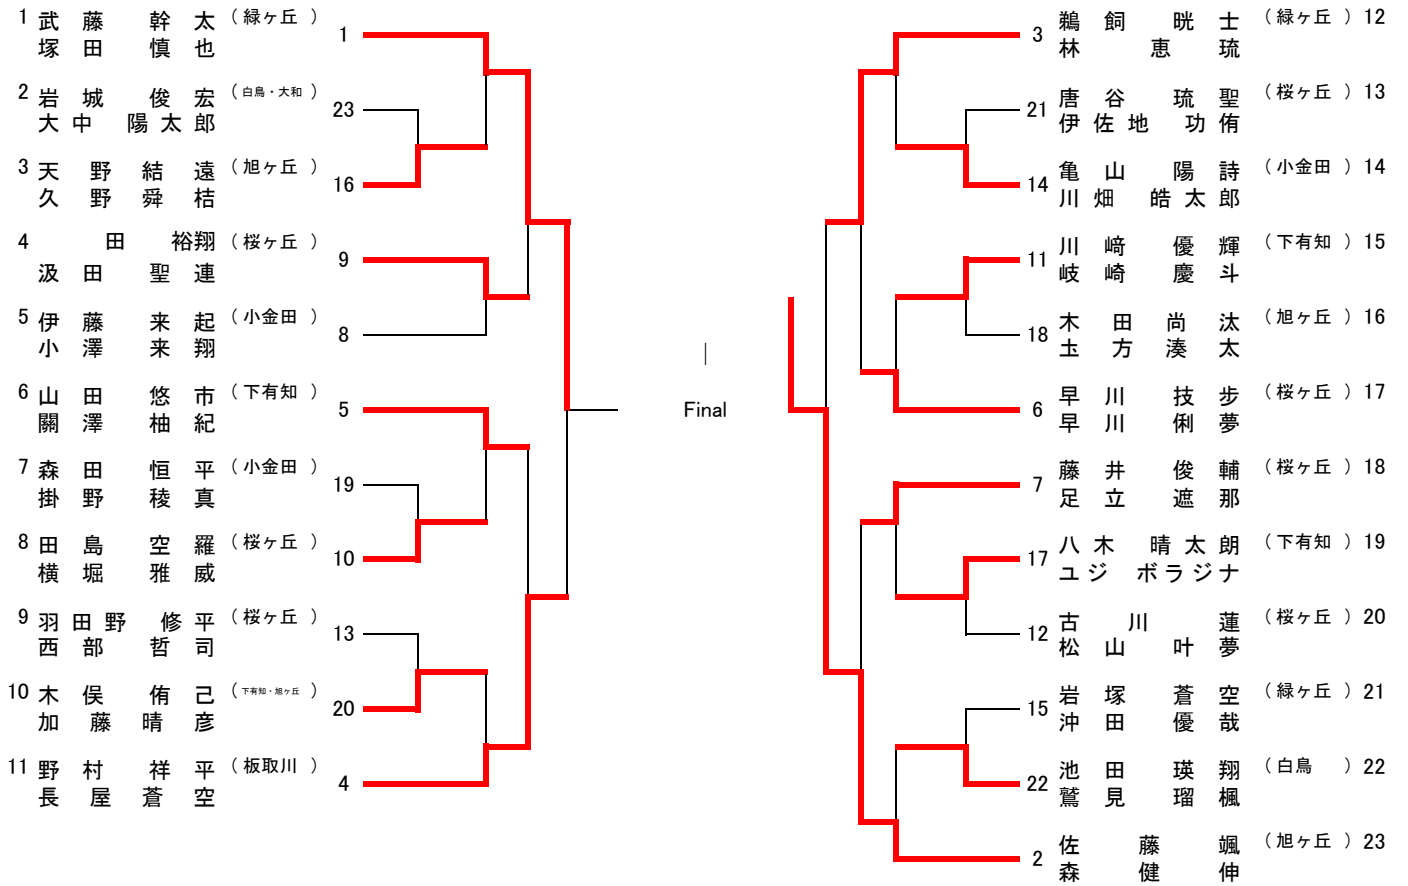 1 武藤 幹太 （緑ヶ丘） 1
塚田 慎也
2 岩城 俊宏 （白鳥・大和） 23
大中 陽太郎
3 天野 結遠 （旭ヶ丘） 16
久野 舜桔
4 田 裕翔 （桜ヶ丘） 9
汲田 聖連
5 伊藤 来起 （小金田） 8
小澤 来翔
6 山田 悠市 （下有知） 5
關澤 柚紀
7 森田 恒平 （小金田） 19
掛野 稜真
8 田島 空羅 （桜ヶ丘） 10
横堀 雅威
9 羽田野 修平 （桜ヶ丘） 13
西部 哲司
10 木俣 侑己 （下有知・旭ヶ丘） 20
加藤 晴彦
11 野村 祥平 （板取川） 4
長屋 蒼空
｜
Final
3 鵜飼 晄士 （緑ヶ丘） 12
林 恵琉
21 唐谷 琉聖 （桜ヶ丘） 13
伊佐地 功侑
14 亀山 陽詩 （小金田） 14
川畑 皓太郎
11 川﨑 優輝 （下有知） 15
岐崎 慶斗
18 木田 尚汰 （旭ヶ丘） 16
圡方 湊太
6 早川 技歩 （桜ヶ丘） 17
早川 俐夢
7 藤井 俊輔 （桜ヶ丘） 18
足立 遮那
17 八木 晴太朗 （下有知） 19
ユジ ボラジナ
12 古川 蓮 （桜ヶ丘） 20
松山 叶夢
15 岩塚 蒼空 （緑ヶ丘） 21
沖田 優哉
22 池田 瑛翔 （白鳥） 22
鷲見 瑠楓
2 佐藤 颯 （旭ヶ丘） 23
森 健伸